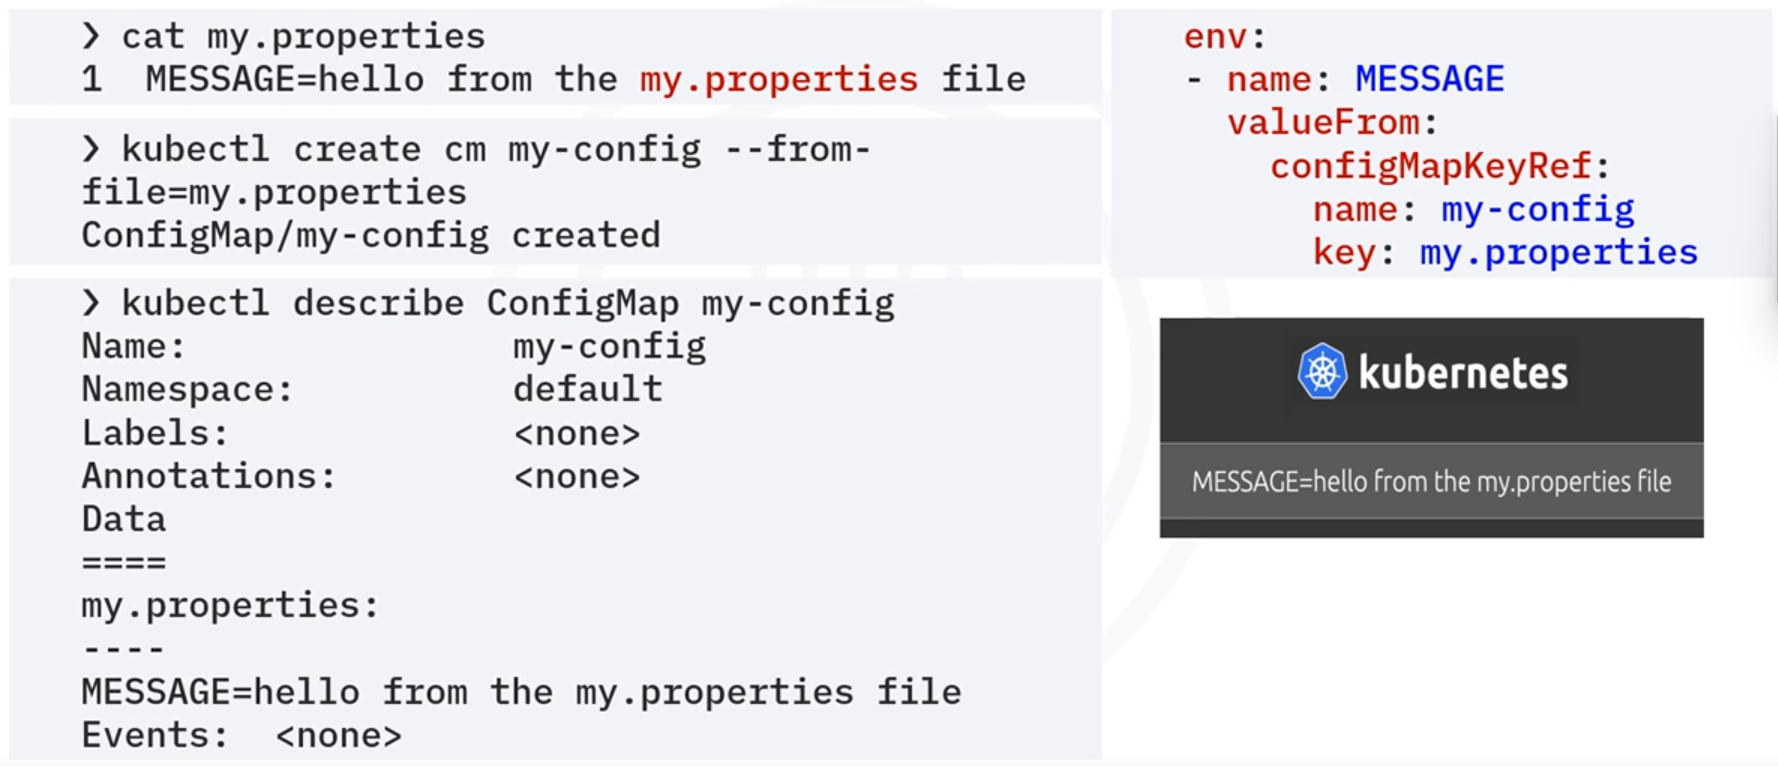 ❯ cat my.properties
1  MESSAGE=hello from the my.properties file
❯ kubectl create cm my-config --from-
file=my.properties
ConfigMap/my-config created
❯ kubectl describe ConfigMap my-config
Name:               my-config
Namespace:          default
Labels:             <none>
Annotations:        <none>
Data
====
my.properties:
----
MESSAGE=hello from the my.properties file
Events:  <none>
env:
- name: MESSAGE
  valueFrom:
    configMapKeyRef:
      name: my-config
      key: my.properties
kubernetes
MESSAGE=hello from the my.properties file